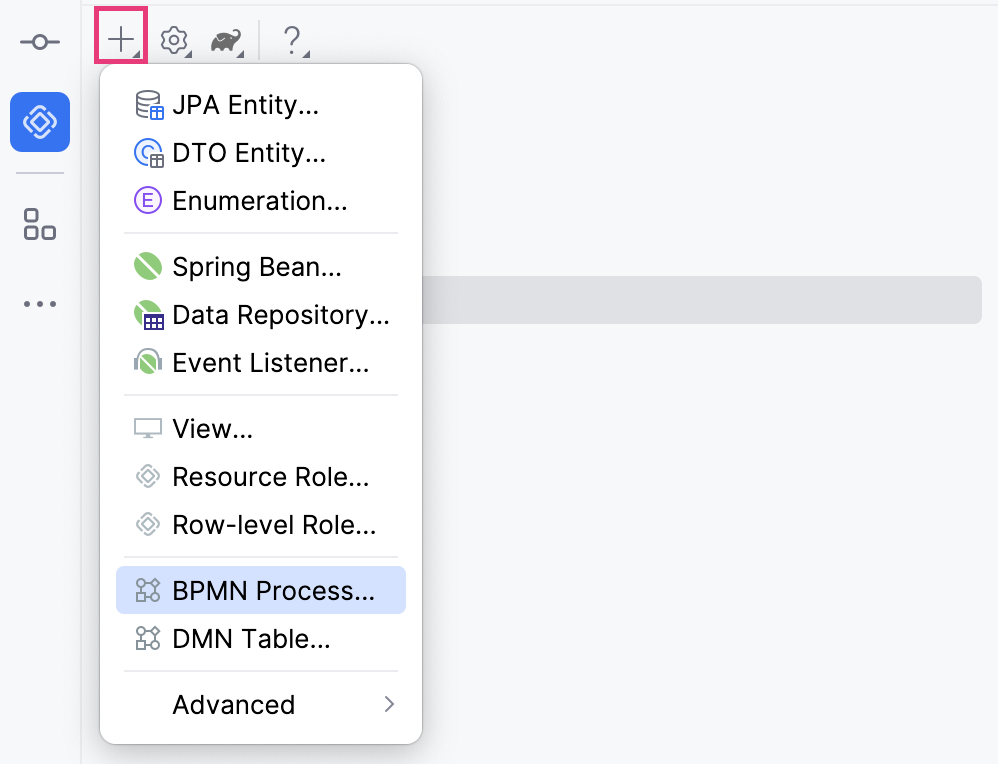 JPA Entity...
DTO Entity...
E Enumeration...
Spring Bean...
Data Repository...
Event Listener...
View...
Resource Role...
Row-level Role...
BPMN Process...
DMN Table...
Advanced